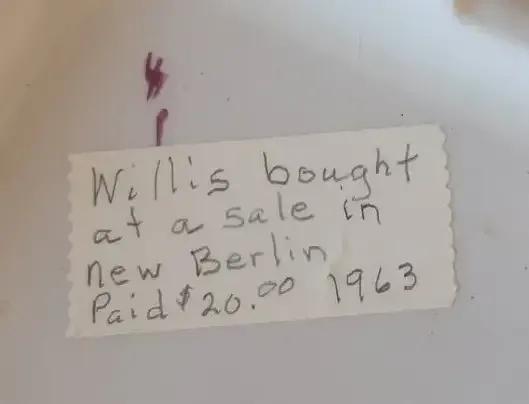 Willis bought
at a sale in
new Berlin
Paid $20.00 1963